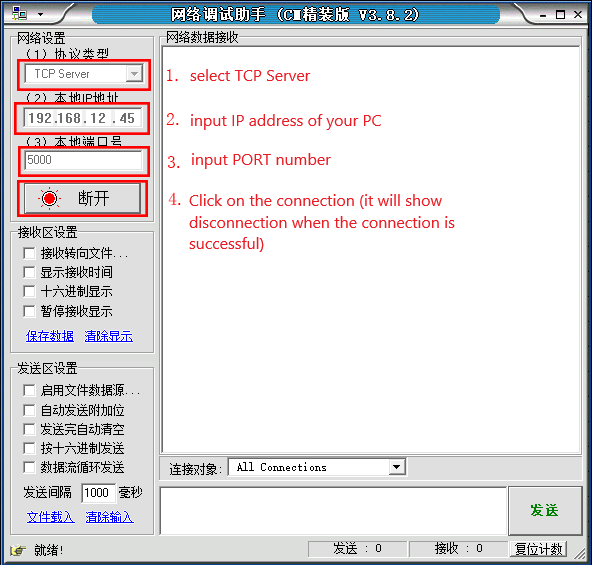 网络调试助手 (CⅢ精装版 V3.8.2)
网络设置
(1) 协议类型
TCP Server
(2) 本地IP地址
192.168.12.45
(3) 本地端口号
5000
断开
接收区设置
接收转向文件...
显示接收时间
十六进制显示
暂停接收显示
保存数据 清除显示
发送区设置
启用文件数据源...
自动发送附加位
发送完自动清空
按十六进制发送
数据流循环发送
发送间隔 1000 毫秒
文件载入 清除输入
网络数据接收
1. select TCP Server
2. input IP address of your PC
3. input PORT number
4. Click on the connection (it will show
disconnection when the connection is
successful)
连接对象: All Connections
发送
就绪! 发送 : 0 接收 : 0 复位计数